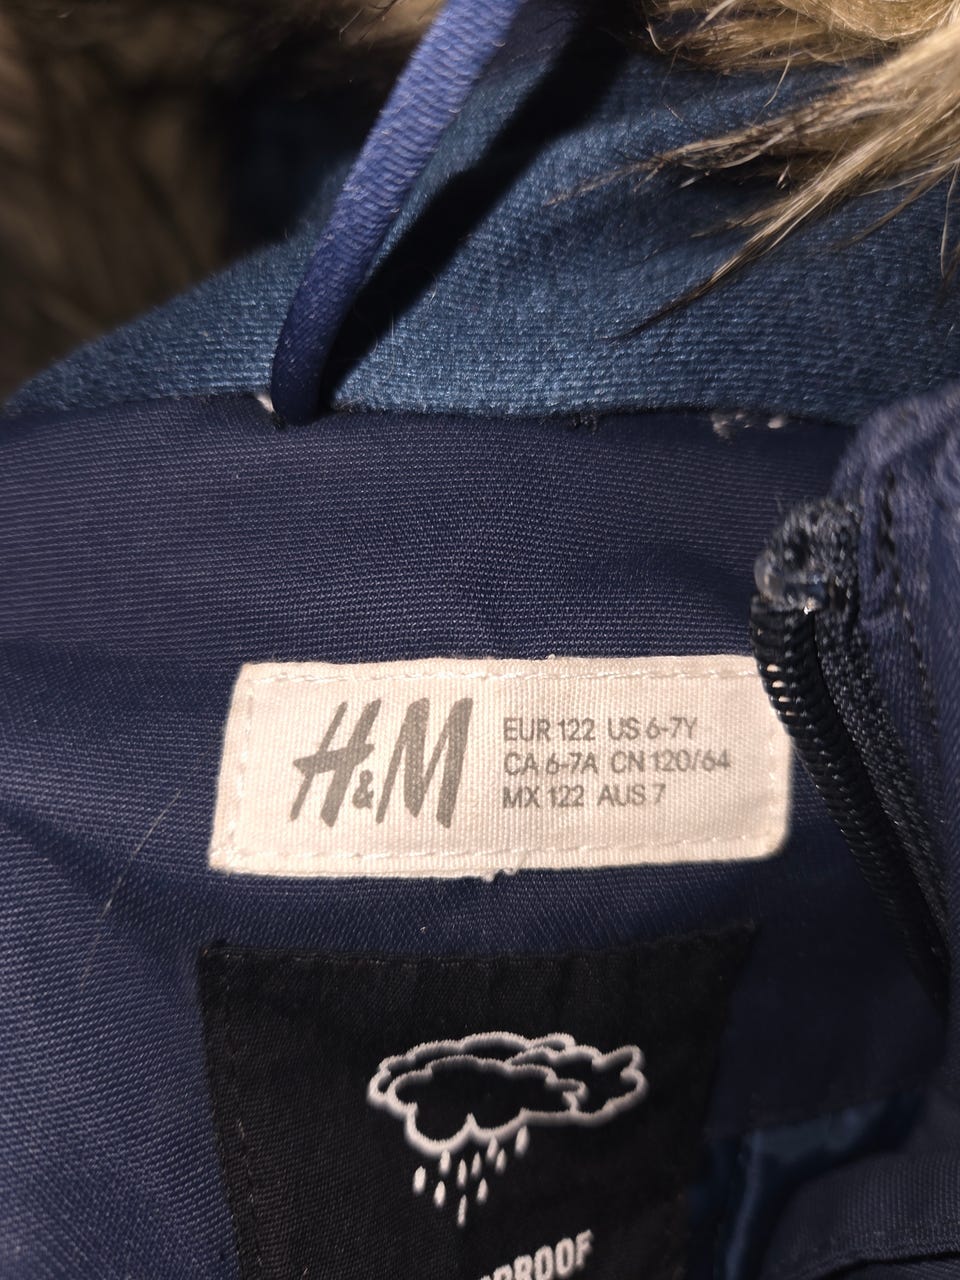 H&M
EUR 122 US 6-7Y
CA 6-7A CN 120/64
MX 122 AUS 7